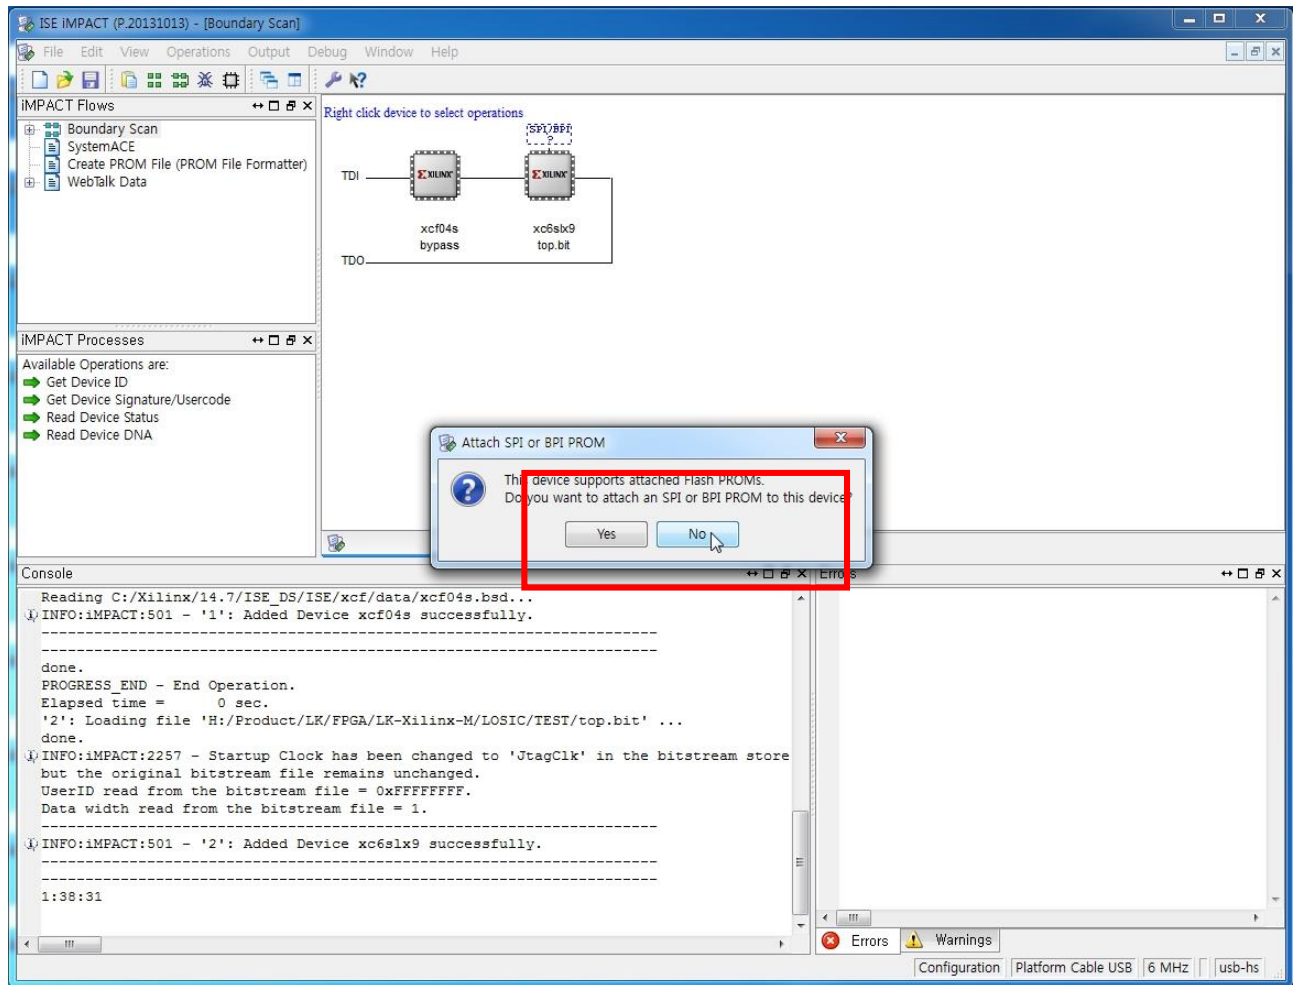 ISE iMPACT (P.20131013) - [Boundary Scan]
File Edit View Operations Output Debug Window Help
iMPACT Flows
Boundary Scan
SystemACE
Create PROM File (PROM File Formatter)
WebTalk Data
Right click device to select operations
SPI/BPI
?
TDI
XILINX
XILINX
xcf04s
bypass
xc6slx9
top.bit
TDO
iMPACT Processes
Available Operations are:
Get Device ID
Get Device Signature/Usercode
Read Device Status
Read Device DNA
Attach SPI or BPI PROM
This device supports attached Flash PROMs.
Do you want to attach an SPI or BPI PROM to this device?
Yes
No
Console
Reading C:/Xilinx/14.7/ISE_DS/ISE/xcf/data/xcf04s.bsd...
INFO:iMPACT:501 - '1': Added Device xcf04s successfully.
----------------------------------------------------------------------
----------------------------------------------------------------------
done.
PROGRESS_END - End Operation.
Elapsed time =      0 sec.
'2': Loading file 'H:/Product/LK/FPGA/LK-Xilinx-M/LOSIC/TEST/top.bit' ...
done.
INFO:iMPACT:2257 - Startup Clock has been changed to 'JtagClk' in the bitstream store
but the original bitstream file remains unchanged.
UserID read from the bitstream file = 0xFFFFFFFF.
Data width read from the bitstream file = 1.
----------------------------------------------------------------------
INFO:iMPACT:501 - '2': Added Device xc6slx9 successfully.
----------------------------------------------------------------------
----------------------------------------------------------------------
1:38:31
Errors
Errors
Warnings
Configuration
Platform Cable USB
6 MHz
usb-hs